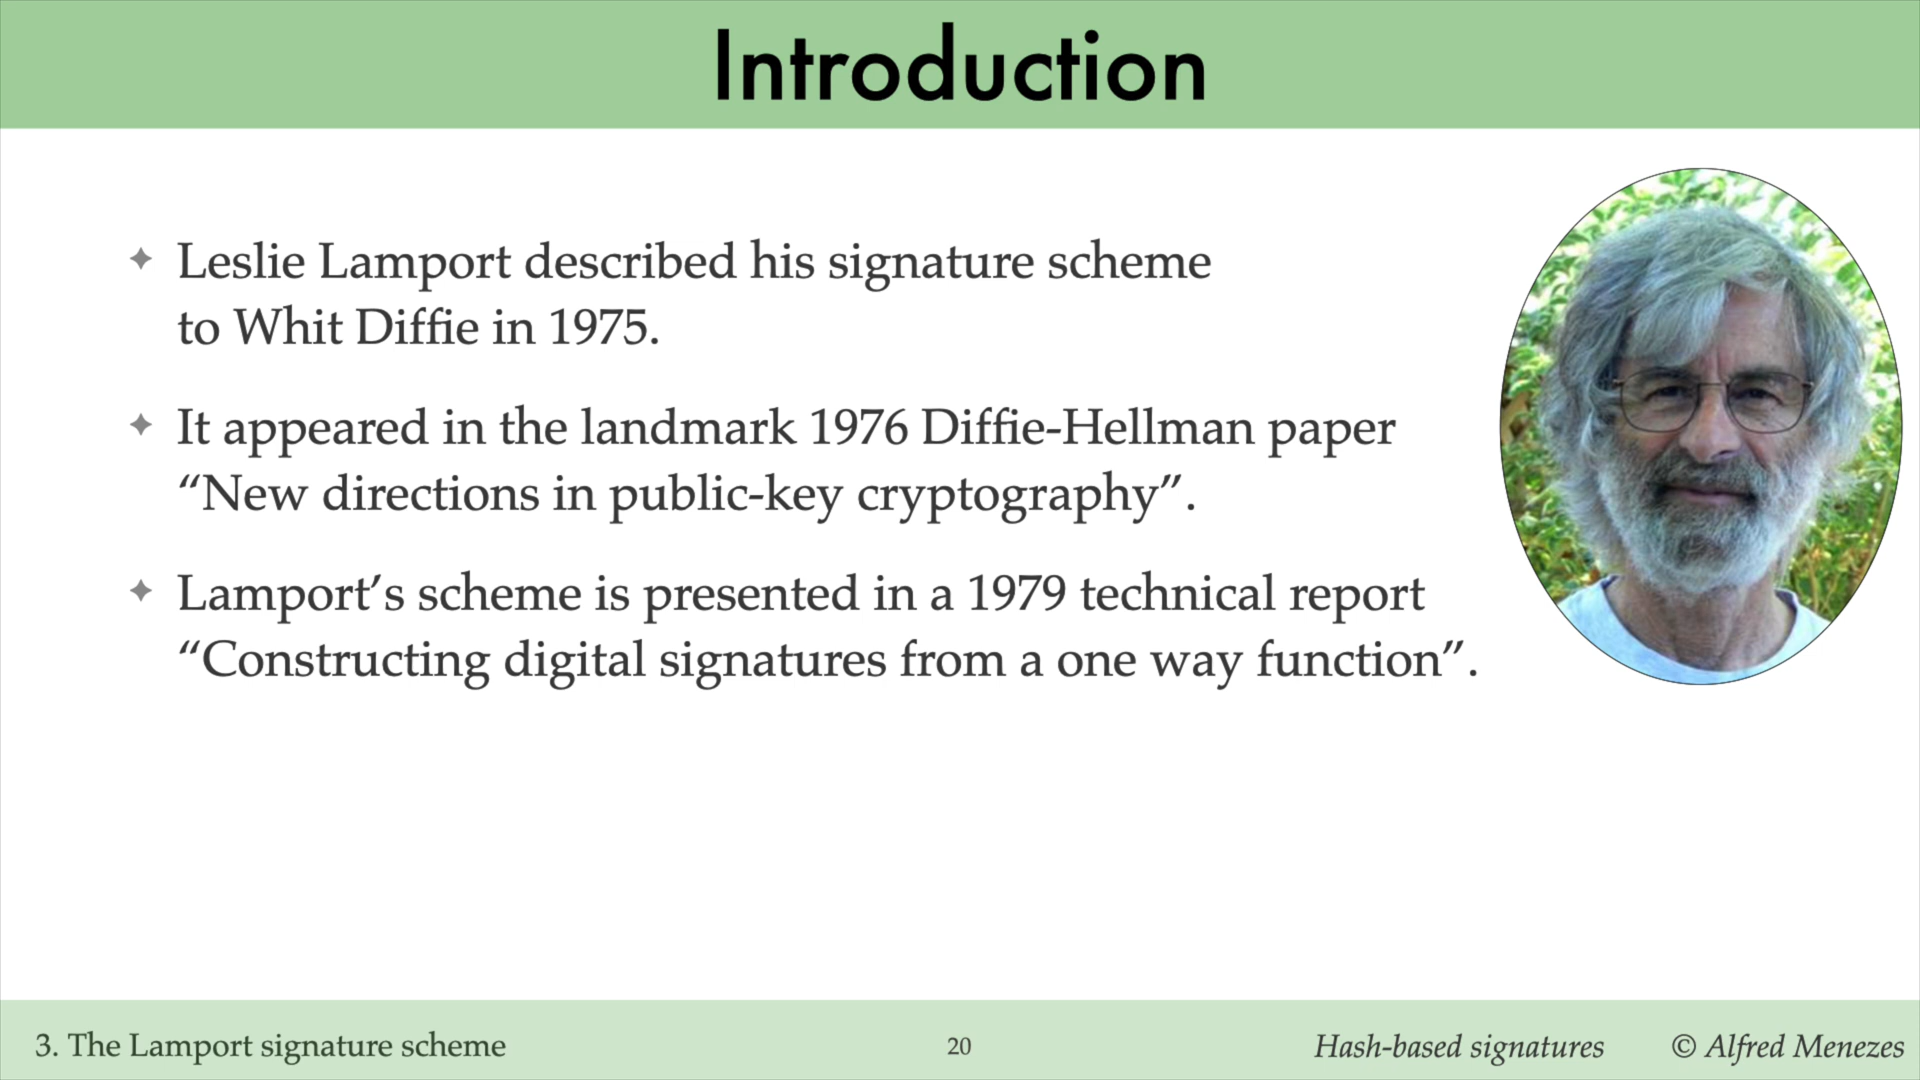 Introduction
Leslie Lamport described his signature scheme
to Whit Diffie in 1975.
It appeared in the landmark 1976 Diffie-Hellman paper
“New directions in public-key cryptography”.
Lamport’s scheme is presented in a 1979 technical report
“Constructing digital signatures from a one way function”.
3. The Lamport signature scheme
20
Hash-based signatures
© Alfred Menezes